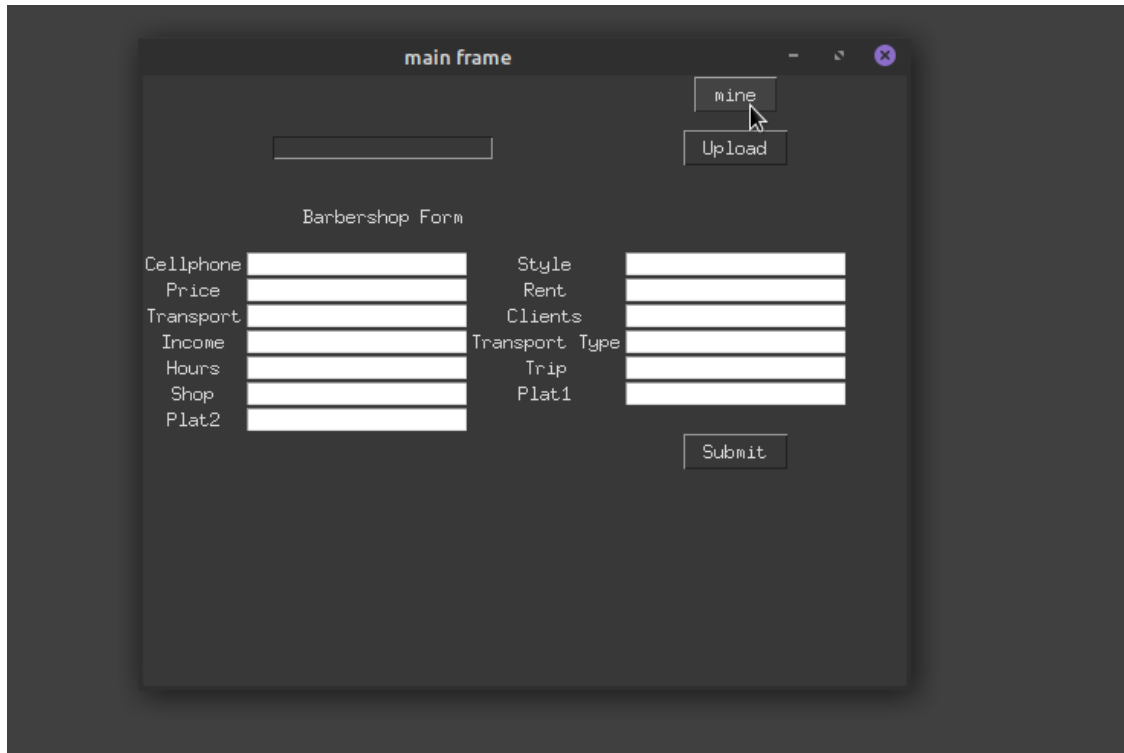 main frame
mine
Upload
Barbershop Form
Cellphone Style
Price Rent
Transport Clients
Income Transport Type
Hours Trip
Shop Plat1
Plat2
Submit